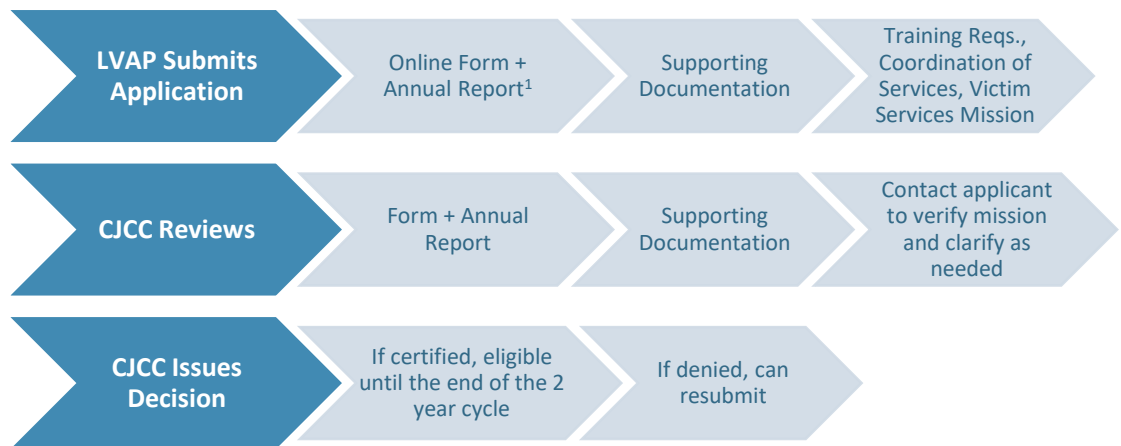 LVAP Submits
Application
Online Form +
Annual Report¹
Supporting
Documentation
Training Reqs.,
Coordination of
Services, Victim
Services Mission
CJCC Reviews
Form + Annual
Report
Supporting
Documentation
Contact applicant
to verify mission
and clarify as
needed
CJCC Issues
Decision
If certified, eligible
until the end of the 2
year cycle
If denied, can
resubmit